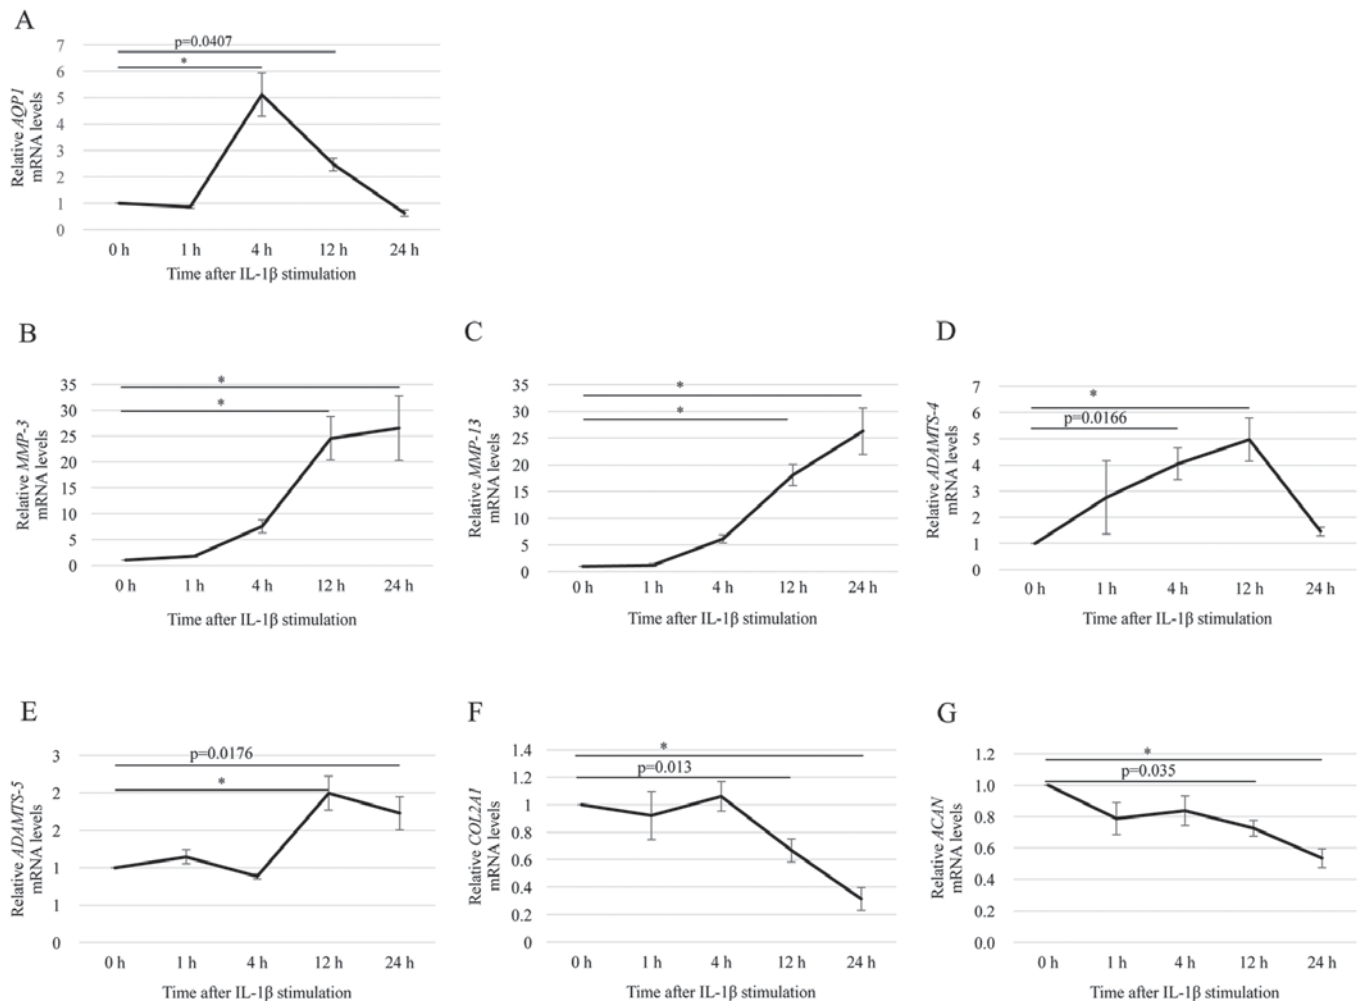 A
p=0.0407
*
Relative AQP1
mRNA levels
7
6
5
4
3
2
1
0
0 h 1 h 4 h 12 h 24 h
Time after IL-1β stimulation
B
*
*
Relative MMP-3
mRNA levels
35
30
25
20
15
10
5
0
0 h 1 h 4 h 12 h 24 h
Time after IL-1β stimulation
C
*
*
Relative MMP-13
mRNA levels
35
30
25
20
15
10
5
0
0 h 1 h 4 h 12 h 24 h
Time after IL-1β stimulation
D
*
p=0.0166
Relative ADAMTS-4
mRNA levels
7
6
5
4
3
2
1
0
0 h 1 h 4 h 12 h 24 h
Time after IL-1β stimulation
E
p=0.0176
*
Relative ADAMTS-5
mRNA levels
3
2
2
1
1
0
0 h 1 h 4 h 12 h 24 h
Time after IL-1β stimulation
F
*
p=0.013
Relative COL2A1
mRNA levels
1.4
1.2
1
0.8
0.6
0.4
0.2
0
0 h 1 h 4 h 12 h 24 h
Time after IL-1β stimulation
G
*
p=0.035
Relative ACAN
mRNA levels
1.2
1.0
0.8
0.6
0.4
0.2
0.0
0 h 1 h 4 h 12 h 24 h
Time after IL-1β stimulation